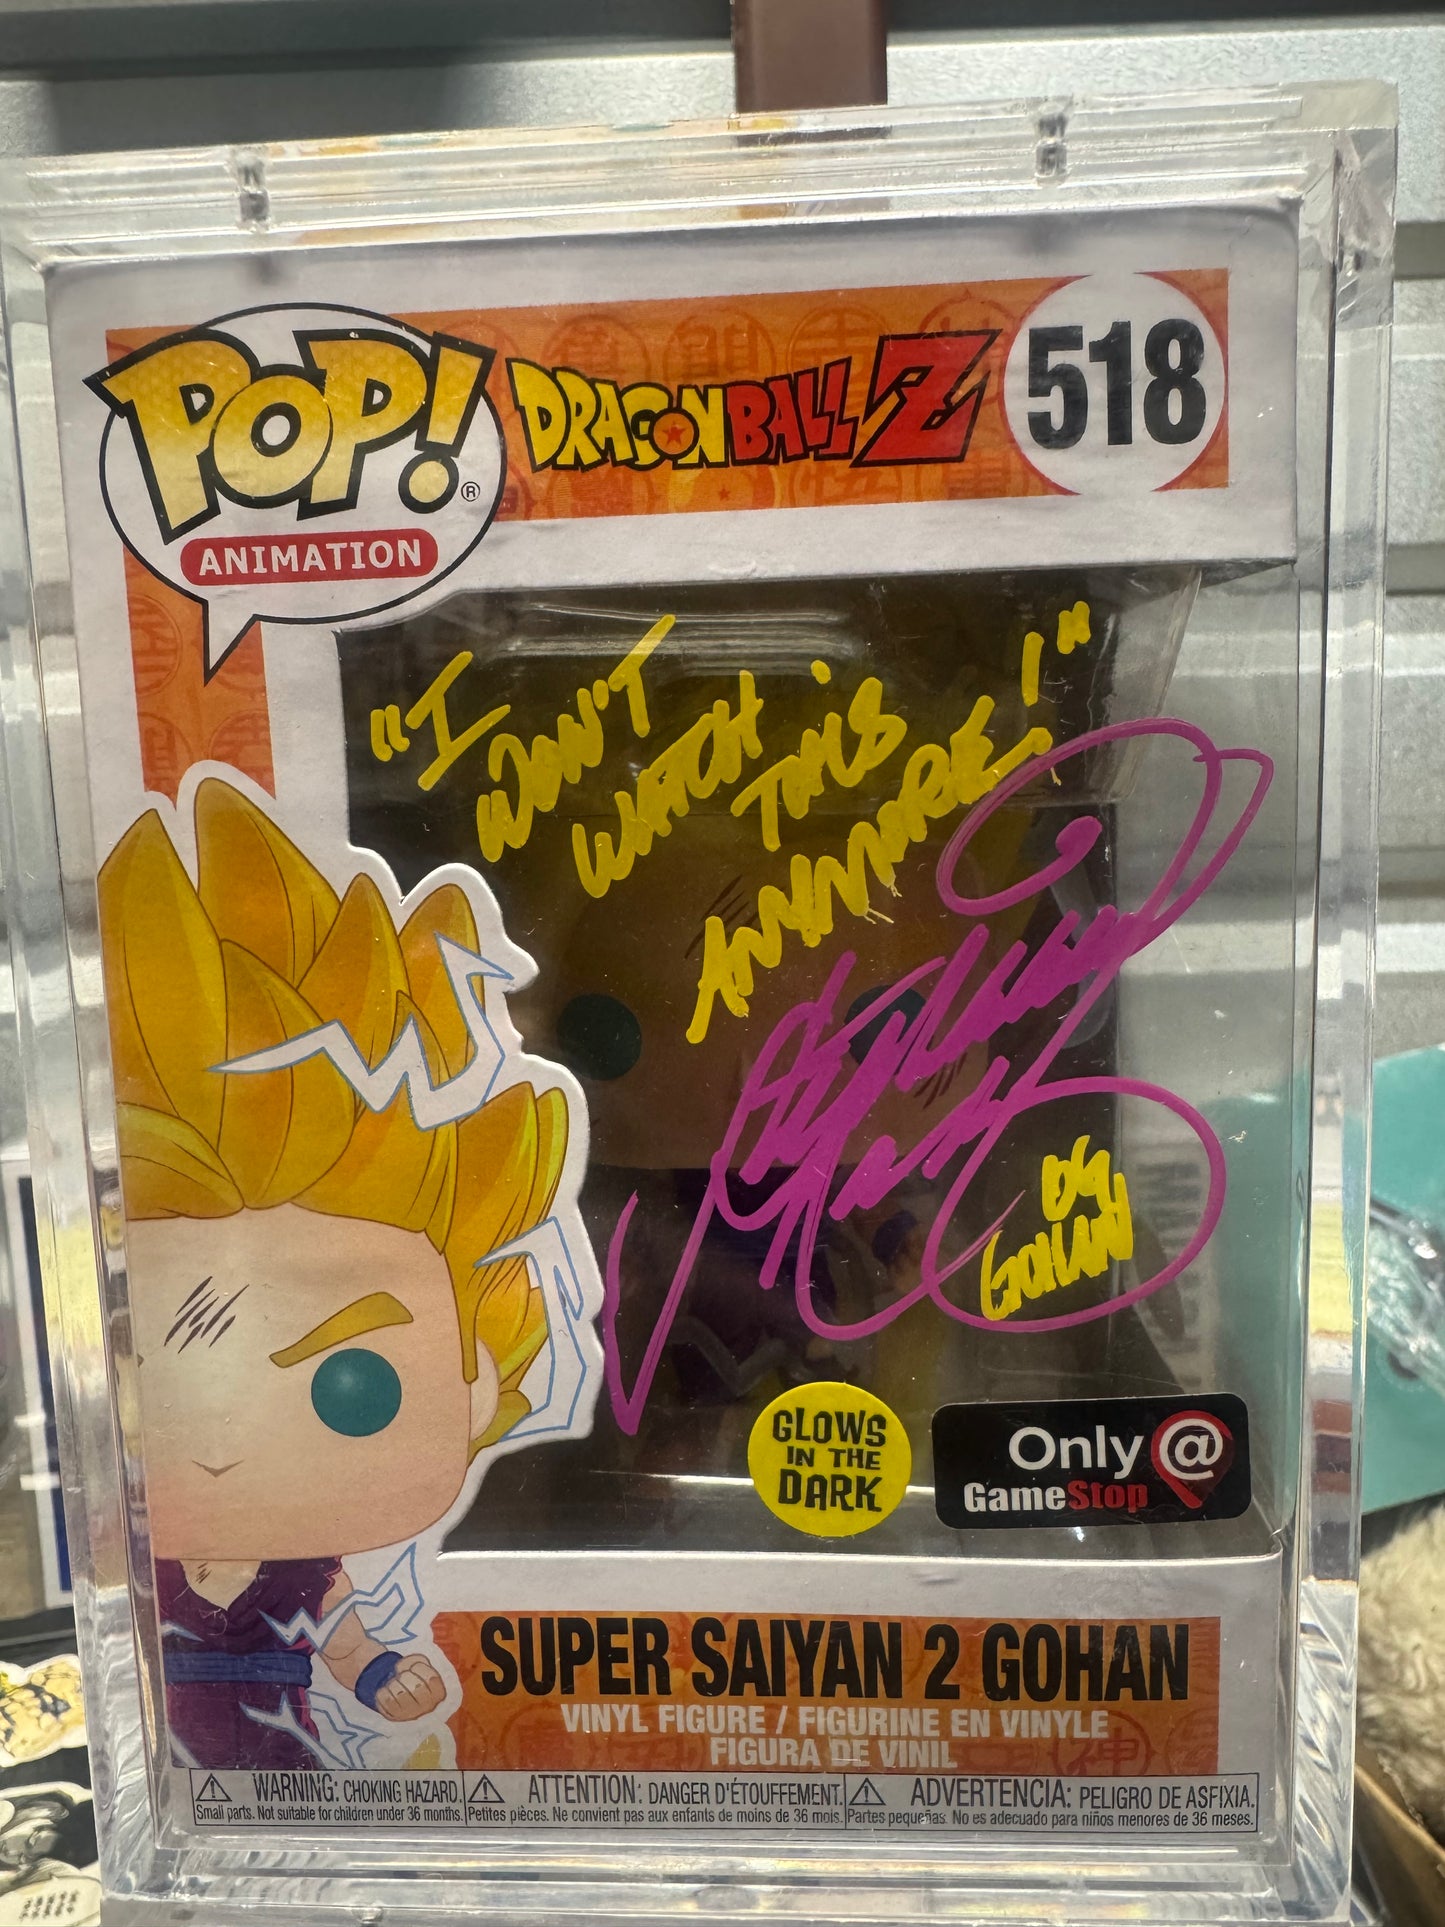 POP!®
ANIMATION
DRAGONBALL Z
518
"I WON'T WATCH THIS ANYMORE!"
DG GOHAN
GLOWS
IN THE
DARK
Only @
GameStop
SUPER SAIYAN 2 GOHAN
VINYL FIGURE / FIGURINE EN VINYLE
FIGURA DE VINIL
WARNING: CHOKING HAZARD.
Small parts. Not suitable for children under 36 months.
ATTENTION: DANGER D'ÉTOUFFEMENT.
Petites pièces. Ne convient pas aux enfants de moins de 36 mois.
ADVERTENCIA: PELIGRO DE ASFIXIA.
Partes pequeñas. No es adecuado para niños menores de 36 meses.